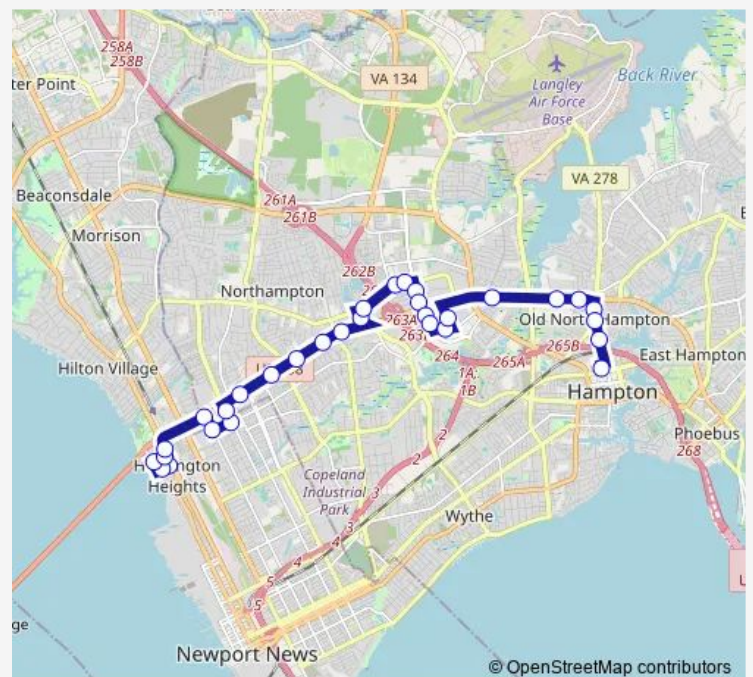 258A
258B
ter Point
VA 134
Back River
Langley
Air Force
Base
VA 278
Beaconsdale
261A
261B
Morrison
262B
Northampton
263A
Old North Hampton
264
265A
265B
East Hampton
1A;
1B
Hilton Village
Hampton
2
2
Phoebus
268
Heights
Copeland
Industrial
Park
3
3
Wythe
4
4
5
5
ge
Newport News
© OpenStreetMap contributors